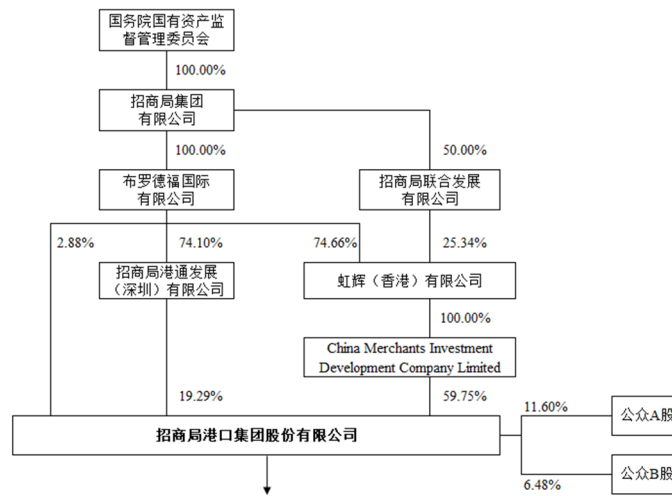 国务院国有资产监
督管理委员会
100.00%
招商局集团
有限公司
100.00%
50.00%
布罗德福国际
有限公司
招商局联合发展
有限公司
2.88%
74.10%
74.66%
25.34%
招商局港通发展
（深圳）有限公司
虹辉（香港）有限公司
100.00%
China Merchants Investment
Development Company Limited
19.29%
59.75%
招商局港口集团股份有限公司
11.60%
公众A股
6.48%
公众B股